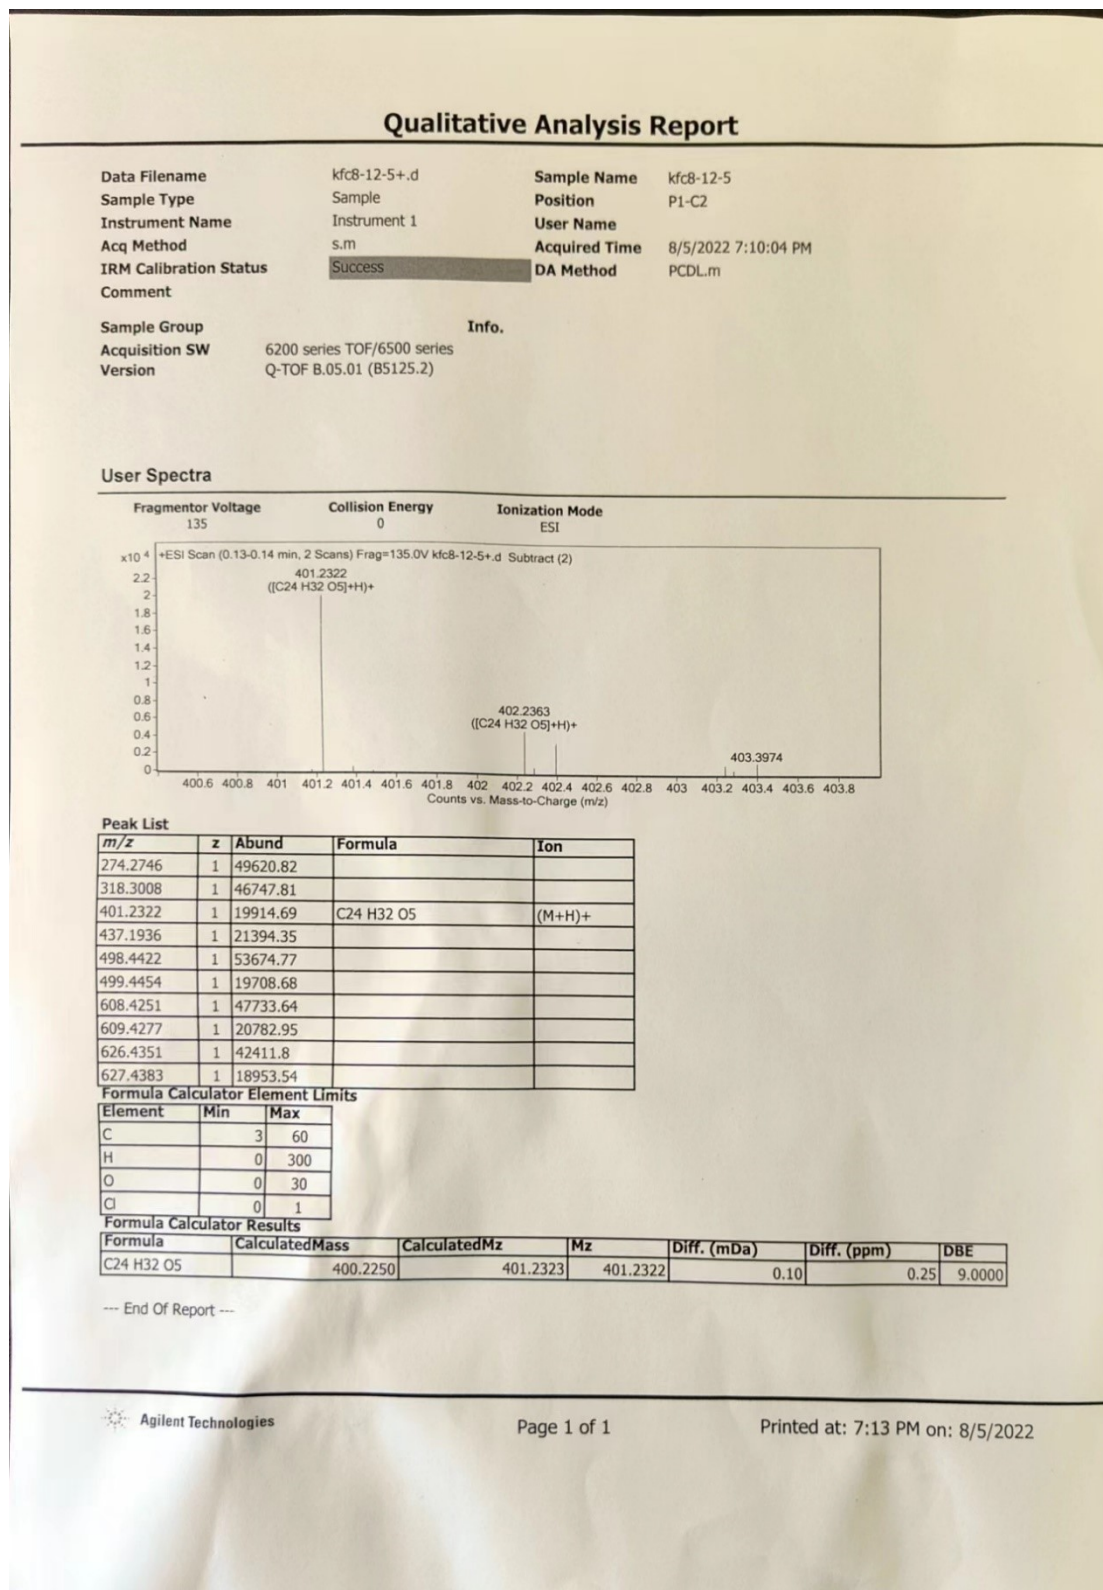 Qualitative Analysis Report
Data Filename kfc8-12-5+.d Sample Name kfc8-12-5
Sample Type Sample Position P1-C2
Instrument Name Instrument 1 User Name
Acq Method s.m Acquired Time 8/5/2022 7:10:04 PM
IRM Calibration Status Success DA Method PCDL.m
Comment
Sample Group Info.
Acquisition SW 6200 series TOF/6500 series
Version Q-TOF B.05.01 (B5125.2)
User Spectra
Fragmentor Voltage Collision Energy Ionization Mode
135 0 ESI
x10 4 +ESI Scan (0.13-0.14 min, 2 Scans) Frag=135.0V kfc8-12-5+.d Subtract (2)
401.2322
([C24 H32 O5]+H)+
2.2
2
1.8
1.6
1.4
1.2
1
0.8
0.6
0.4
0.2
0
402.2363
([C24 H32 O5]+H)+
403.3974
400.6 400.8 401 401.2 401.4 401.6 401.8 402 402.2 402.4 402.6 402.8 403 403.2 403.4 403.6 403.8
Counts vs. Mass-to-Charge (m/z)
Peak List
m/z z Abund Formula Ion
274.2746 1 49620.82
318.3008 1 46747.81
401.2322 1 19914.69 C24 H32 O5 (M+H)+
437.1936 1 21394.35
498.4422 1 53674.77
499.4454 1 19708.68
608.4251 1 47733.64
609.4277 1 20782.95
626.4351 1 42411.8
627.4383 1 18953.54
Formula Calculator Element Limits
Element Min Max
C 3 60
H 0 300
O 0 30
Cl 0 1
Formula Calculator Results
Formula CalculatedMass CalculatedMz Mz Diff. (mDa) Diff. (ppm) DBE
C24 H32 O5 400.2250 401.2323 401.2322 0.10 0.25 9.0000
--- End Of Report ---
Agilent Technologies Page 1 of 1 Printed at: 7:13 PM on: 8/5/2022